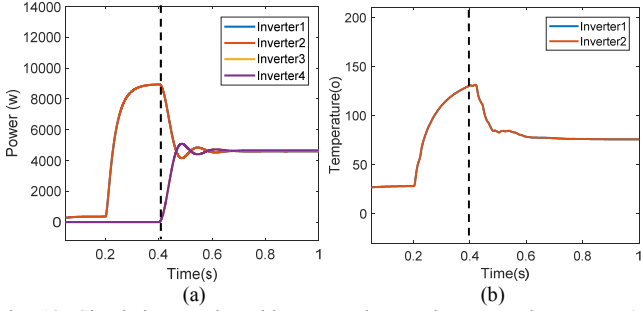 14000
12000
10000
8000
6000
4000
2000
0
Power (w)
0.2 0.4 0.6 0.8 1
Time(s)
Inverter1
Inverter2
Inverter3
Inverter4
(a)
200
150
100
50
0
Temperature(o)
0.2 0.4 0.6 0.8 1
Time(s)
Inverter1
Inverter2
(b)